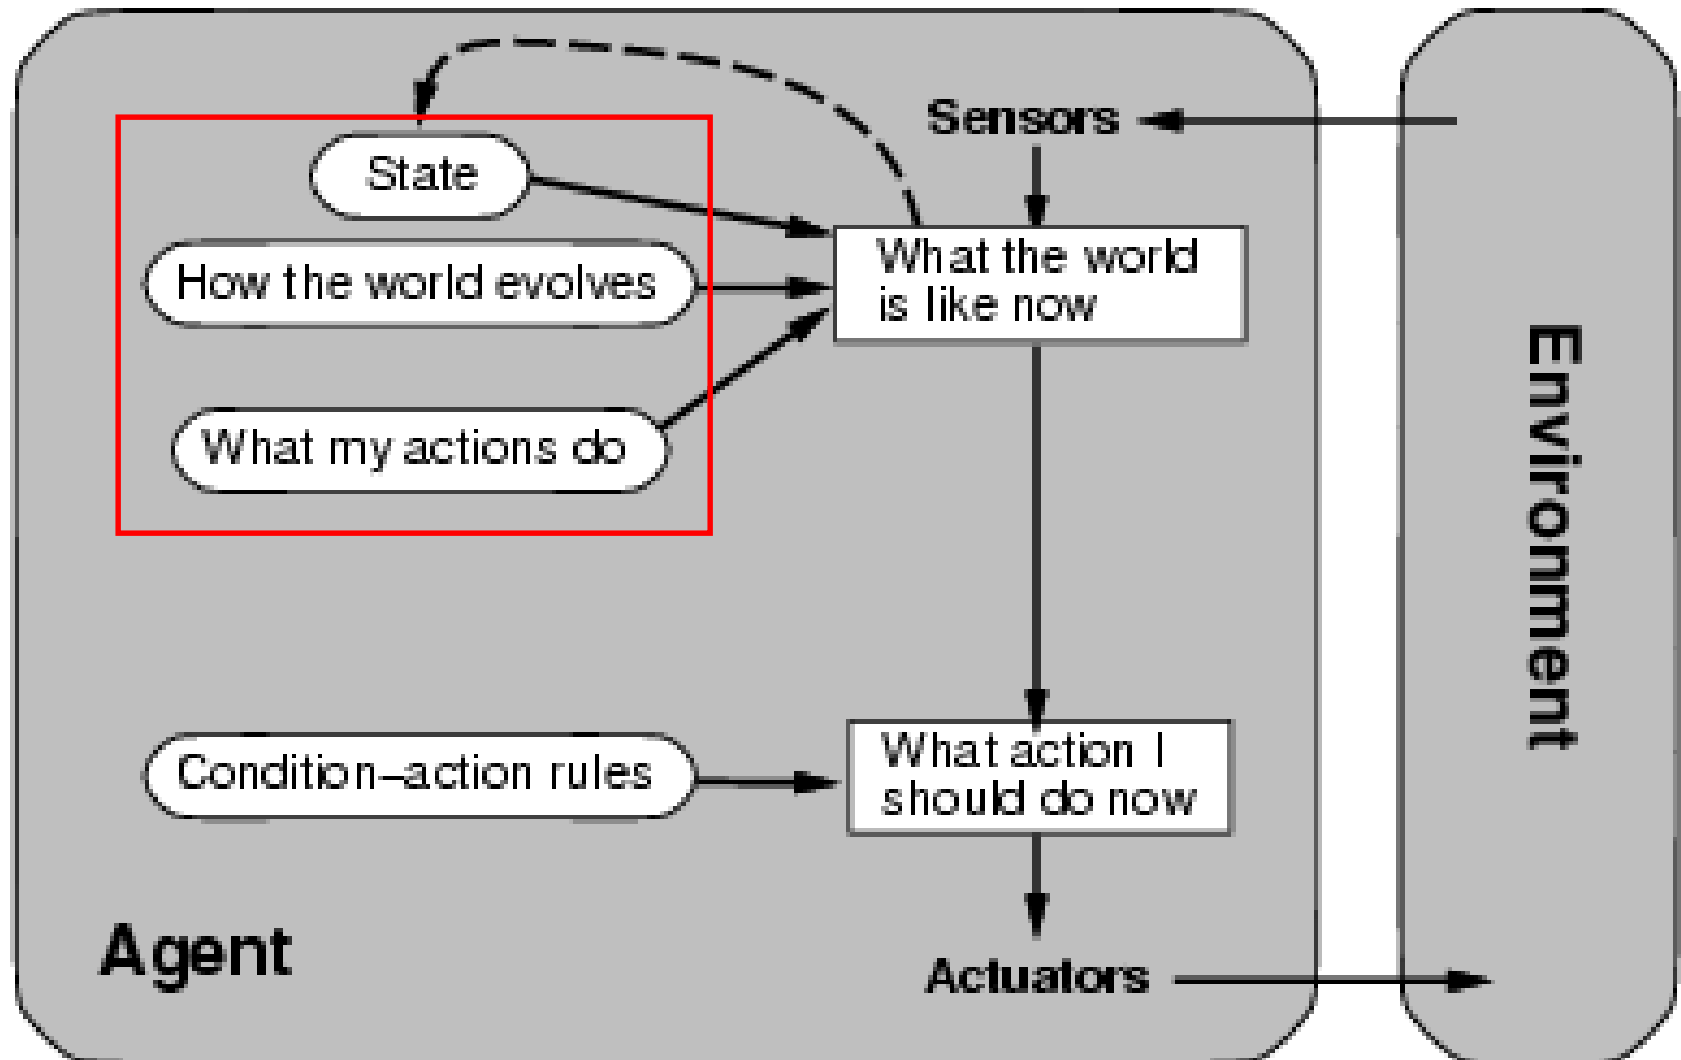 Sensors
State
How the world evolves
What the world
is like now
What my actions do
Environment
Condition–action rules
What action I
should do now
Agent
Actuators